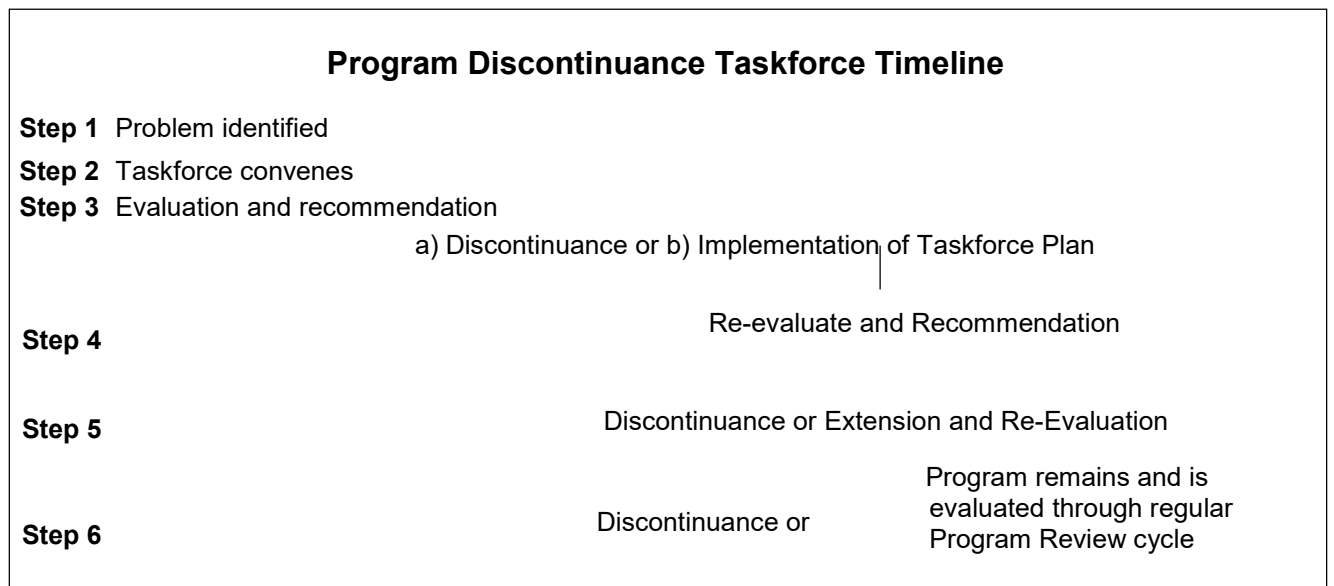 Program Discontinuance Taskforce Timeline
Step 1 Problem identified
Step 2 Taskforce convenes
Step 3 Evaluation and recommendation
a) Discontinuance or b) Implementation of Taskforce Plan
Step 4 Re-evaluate and Recommendation
Step 5 Discontinuance or Extension and Re-Evaluation
Step 6 Discontinuance or
Program remains and is
evaluated through regular
Program Review cycle